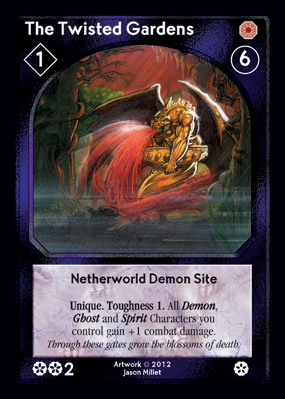 The Twisted Gardens
1
6
Netherworld Demon Site
Unique. Toughness 1. All Demon,
Ghost and Spirit Characters you
control gain +1 combat damage.
Through these gates grow the blossoms of death.
2
Artwork © 2012
Jason Millet